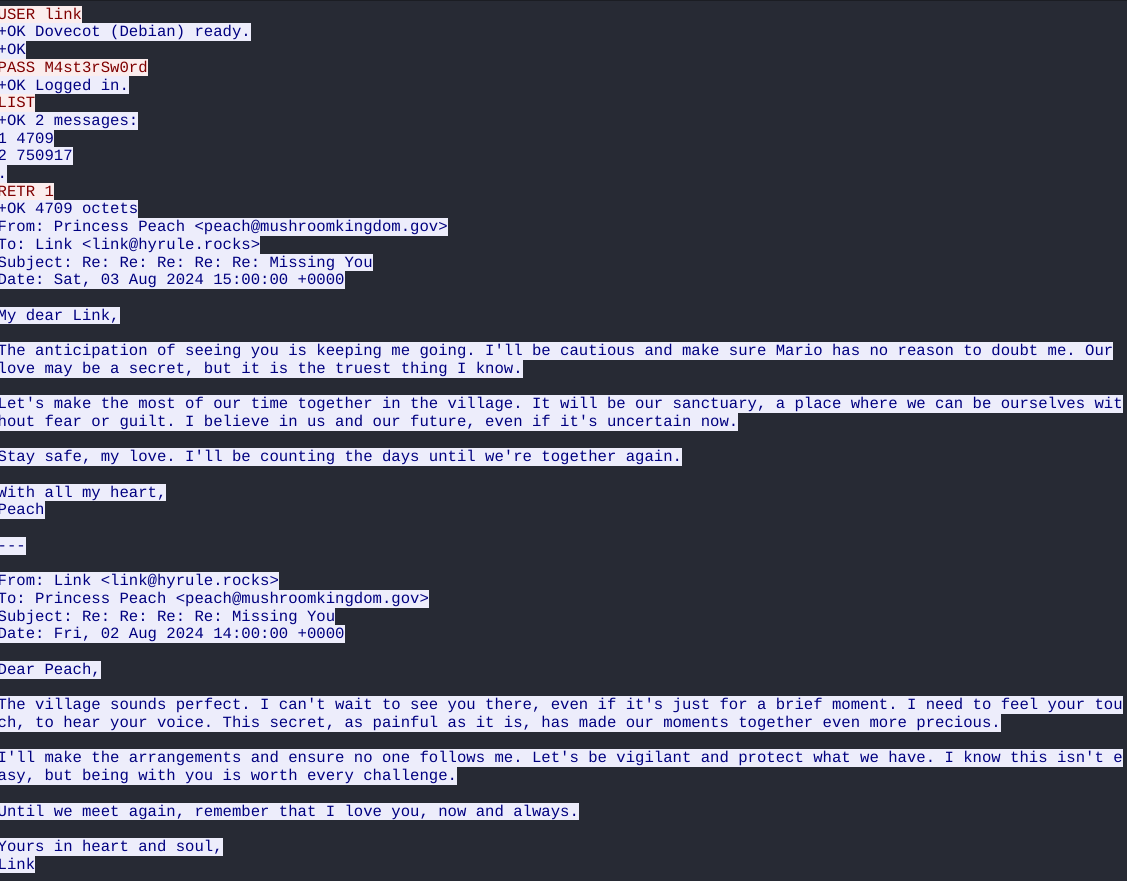 USER link
+OK Dovecot (Debian) ready.
+OK
PASS M4st3rSw0rd
+OK Logged in.
LIST
+OK 2 messages:
1 4709
2 750917
.
RETR 1
+OK 4709 octets
From: Princess Peach <peach@mushroomkingdom.gov>
To: Link <link@hyrule.rocks>
Subject: Re: Re: Re: Re: Re: Missing You
Date: Sat, 03 Aug 2024 15:00:00 +0000

My dear Link,

The anticipation of seeing you is keeping me going. I'll be cautious and make sure Mario has no reason to doubt me. Our
love may be a secret, but it is the truest thing I know.

Let's make the most of our time together in the village. It will be our sanctuary, a place where we can be ourselves wit
hout fear or guilt. I believe in us and our future, even if it's uncertain now.

Stay safe, my love. I'll be counting the days until we're together again.

With all my heart,
Peach

---

From: Link <link@hyrule.rocks>
To: Princess Peach <peach@mushroomkingdom.gov>
Subject: Re: Re: Re: Re: Missing You
Date: Fri, 02 Aug 2024 14:00:00 +0000

Dear Peach,

The village sounds perfect. I can't wait to see you there, even if it's just for a brief moment. I need to feel your tou
ch, to hear your voice. This secret, as painful as it is, has made our moments together even more precious.

I'll make the arrangements and ensure no one follows me. Let's be vigilant and protect what we have. I know this isn't e
asy, but being with you is worth every challenge.

Until we meet again, remember that I love you, now and always.

Yours in heart and soul,
Link